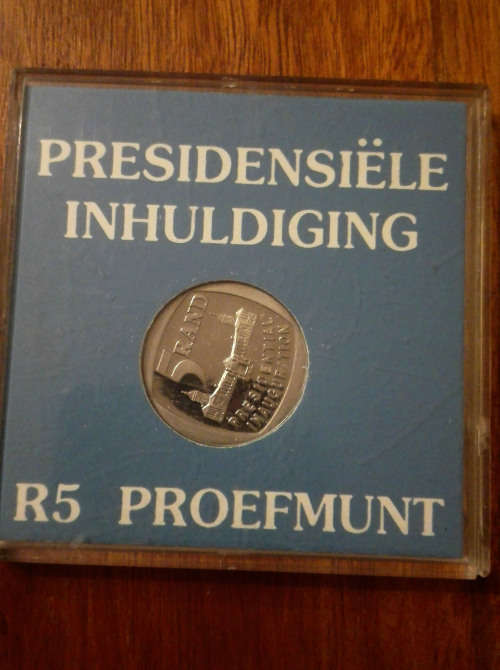 PRESIDENSIËLE
INHULDIGING
5 RAND
PRESIDENTIAL
INAUGURATION
R5 PROEFMUNT